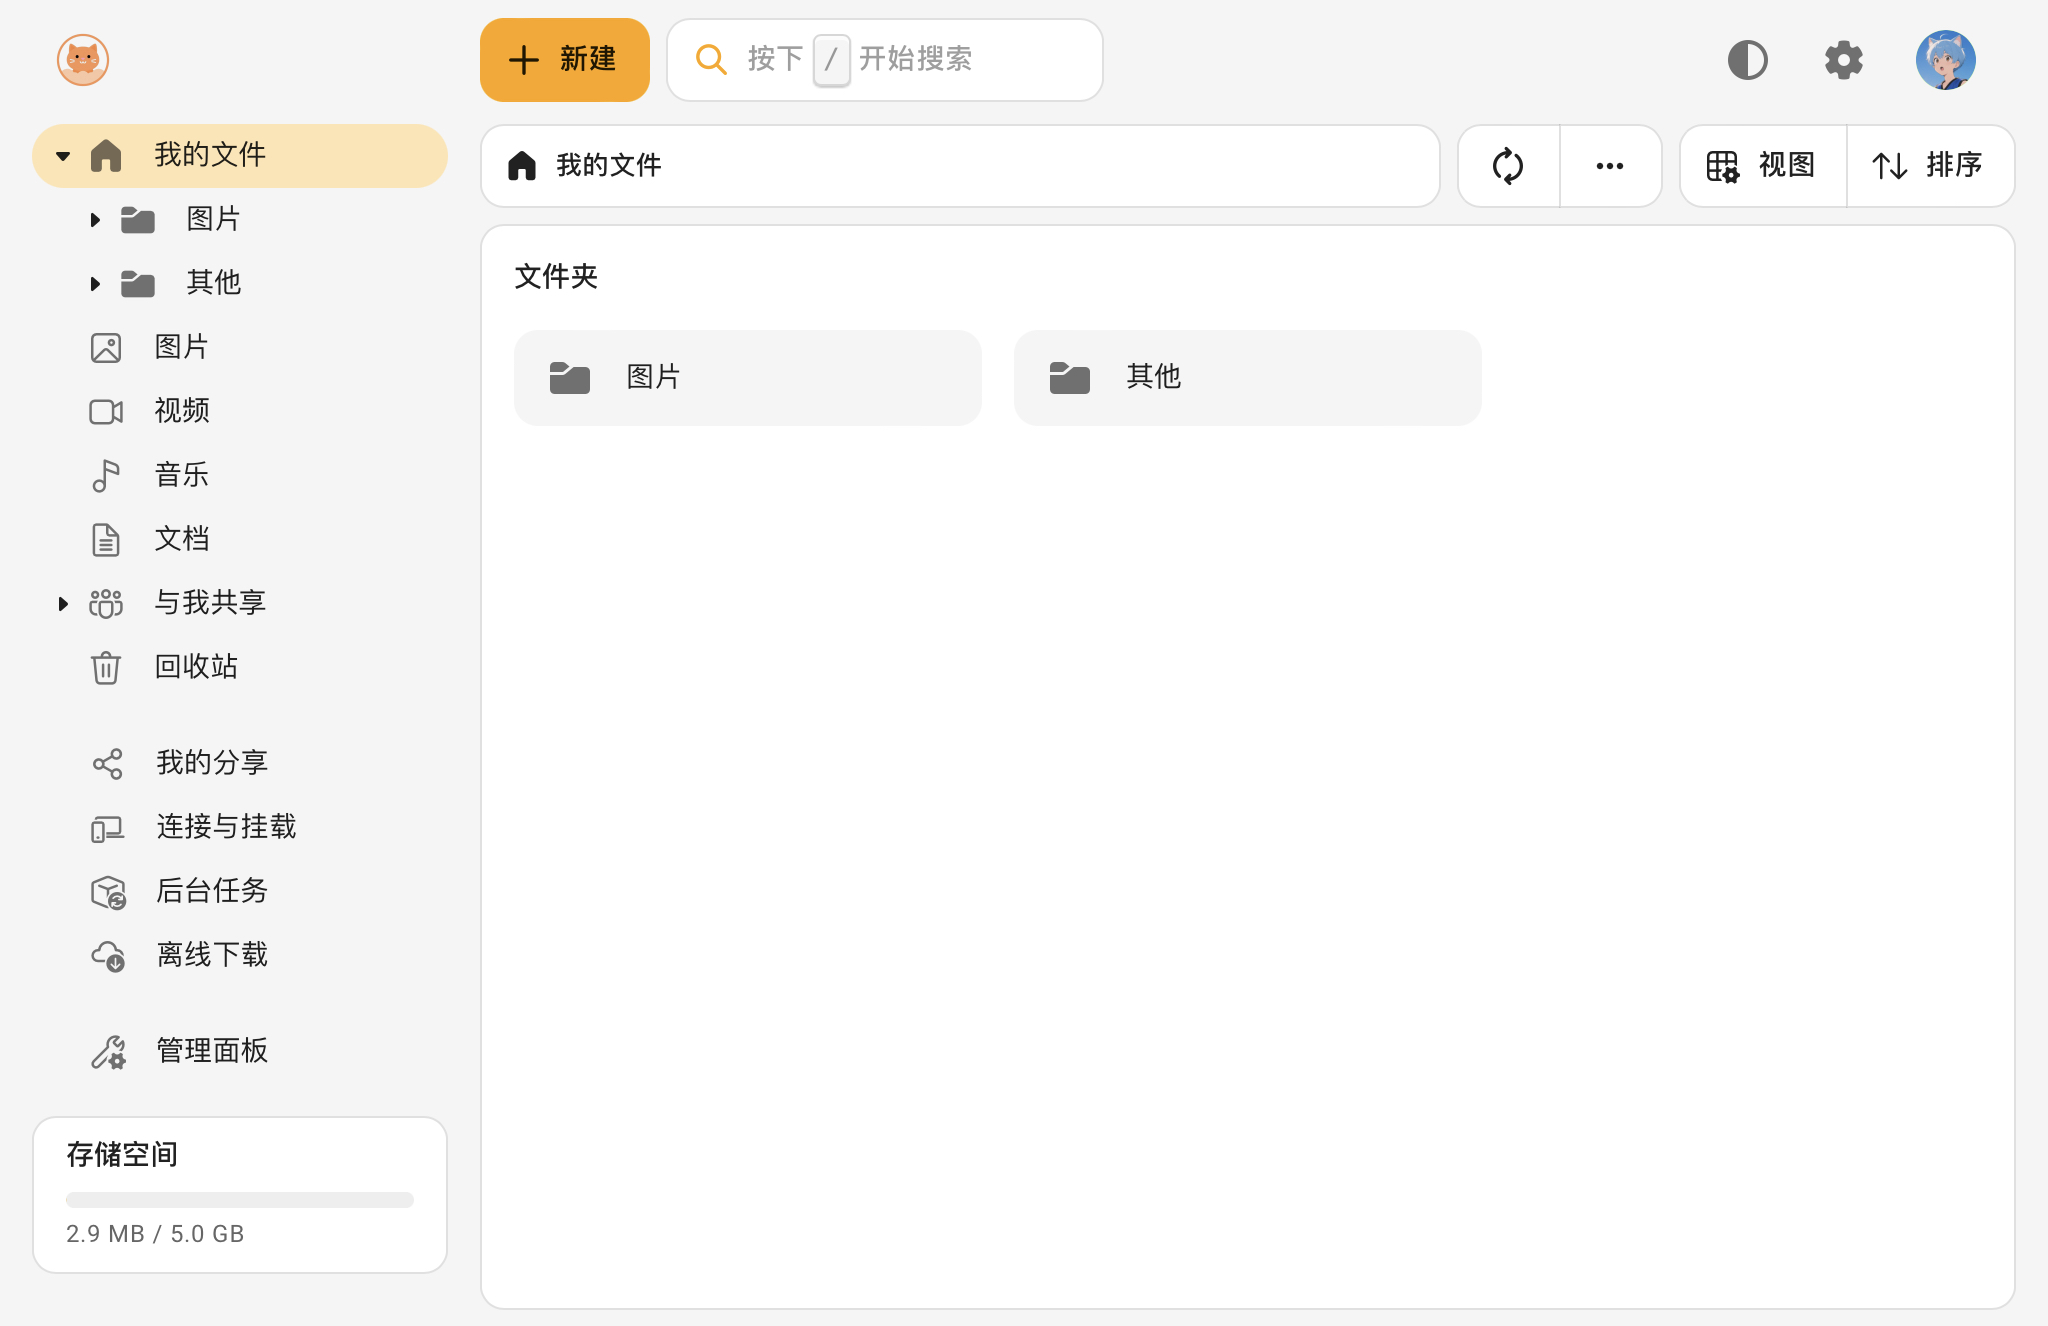 新建
按下 / 开始搜索
我的文件
图片
其他
图片
视频
音乐
文档
与我共享
回收站
我的分享
连接与挂载
后台任务
离线下载
管理面板
存储空间
2.9 MB / 5.0 GB
我的文件
视图
排序
文件夹
图片
其他